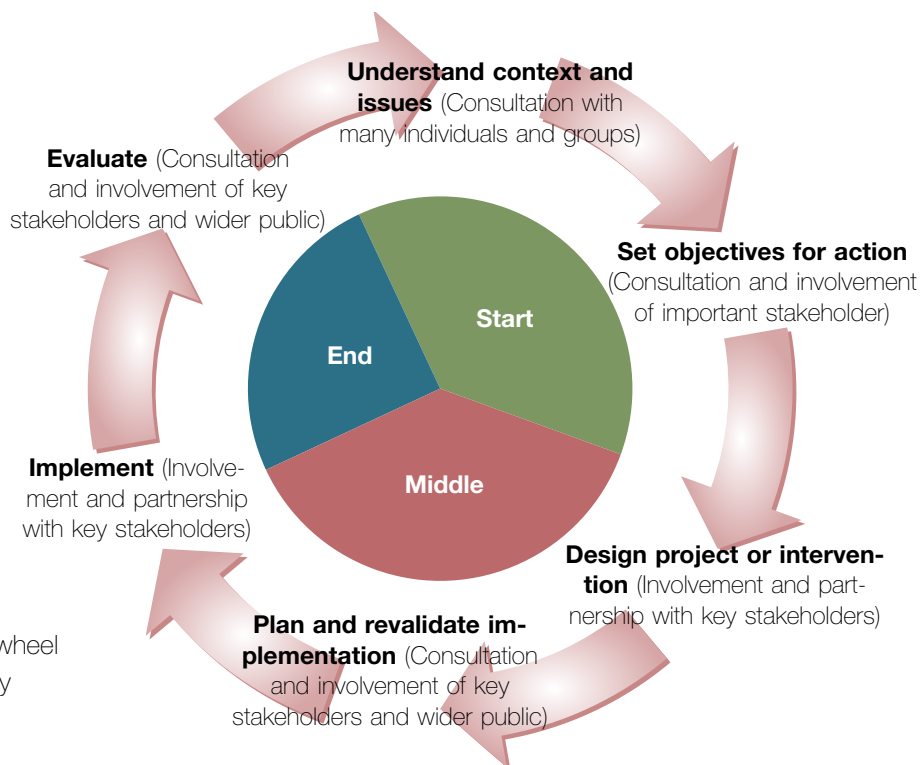 Understand context and
issues (Consultation with
many individuals and groups)
Set objectives for action
(Consultation and involvement
of important stakeholder)
Design project or interven-
tion (Involvement and part-
nership with key stakeholders)
Plan and revalidate im-
plementation (Consultation
and involvement of key
stakeholders and wider public)
Implement (Involve-
ment and partnership
with key stakeholders)
Evaluate (Consultation
and involvement of key
stakeholders and wider public)
Start
Middle
End
wheel
y